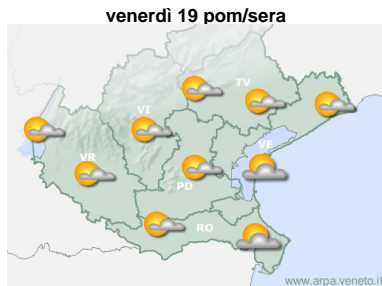 venerdì 19 pom/sera
TV
VI
VE
VR
PD
RO
www.arpa.veneto.it